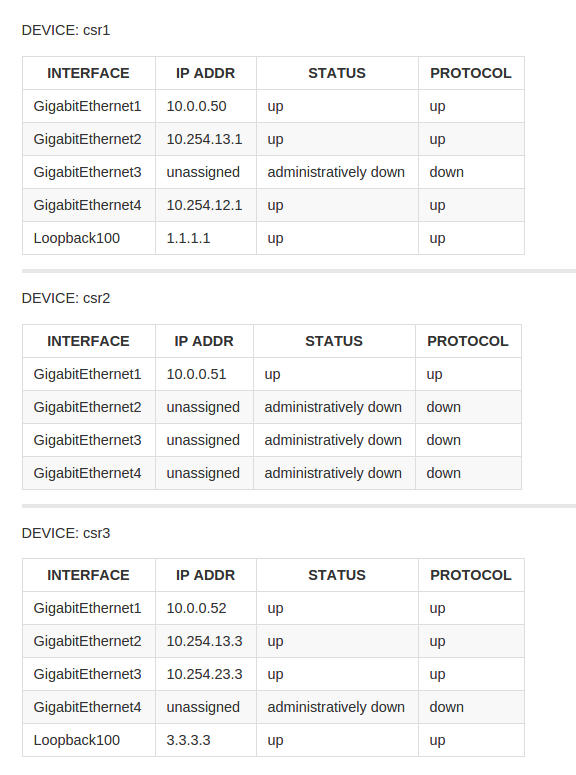 DEVICE: csr1
INTERFACE IP ADDR STATUS PROTOCOL
GigabitEthernet1 10.0.0.50 up up
GigabitEthernet2 10.254.13.1 up up
GigabitEthernet3 unassigned administratively down down
GigabitEthernet4 10.254.12.1 up up
Loopback100 1.1.1.1 up up
DEVICE: csr2
INTERFACE IP ADDR STATUS PROTOCOL
GigabitEthernet1 10.0.0.51 up up
GigabitEthernet2 unassigned administratively down down
GigabitEthernet3 unassigned administratively down down
GigabitEthernet4 unassigned administratively down down
DEVICE: csr3
INTERFACE IP ADDR STATUS PROTOCOL
GigabitEthernet1 10.0.0.52 up up
GigabitEthernet2 10.254.13.3 up up
GigabitEthernet3 10.254.23.3 up up
GigabitEthernet4 unassigned administratively down down
Loopback100 3.3.3.3 up up